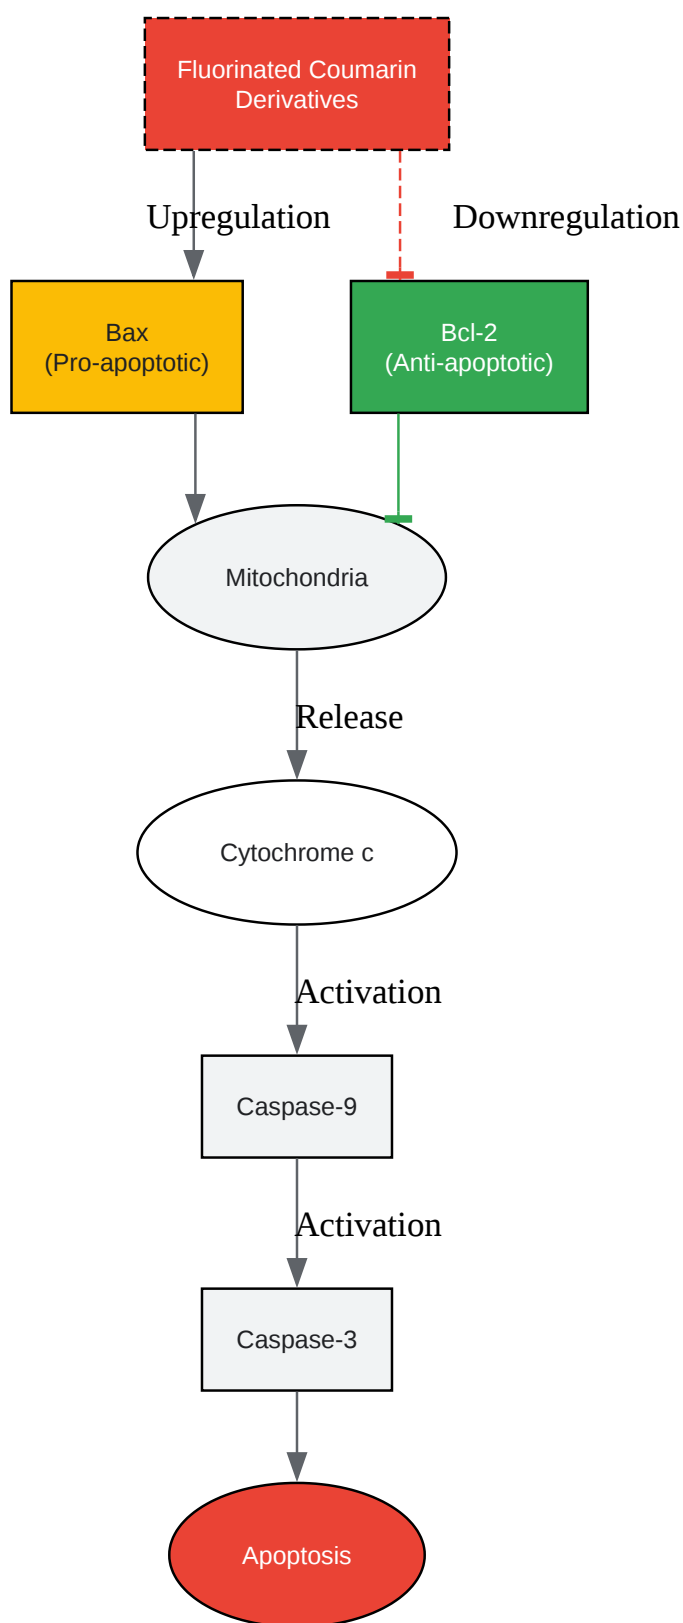 Fluorinated Coumarin
Derivatives
Upregulation
Downregulation
Bax
(Pro-apoptotic)
Bcl-2
(Anti-apoptotic)
Mitochondria
Release
Cytochrome c
Activation
Caspase-9
Activation
Caspase-3
Apoptosis